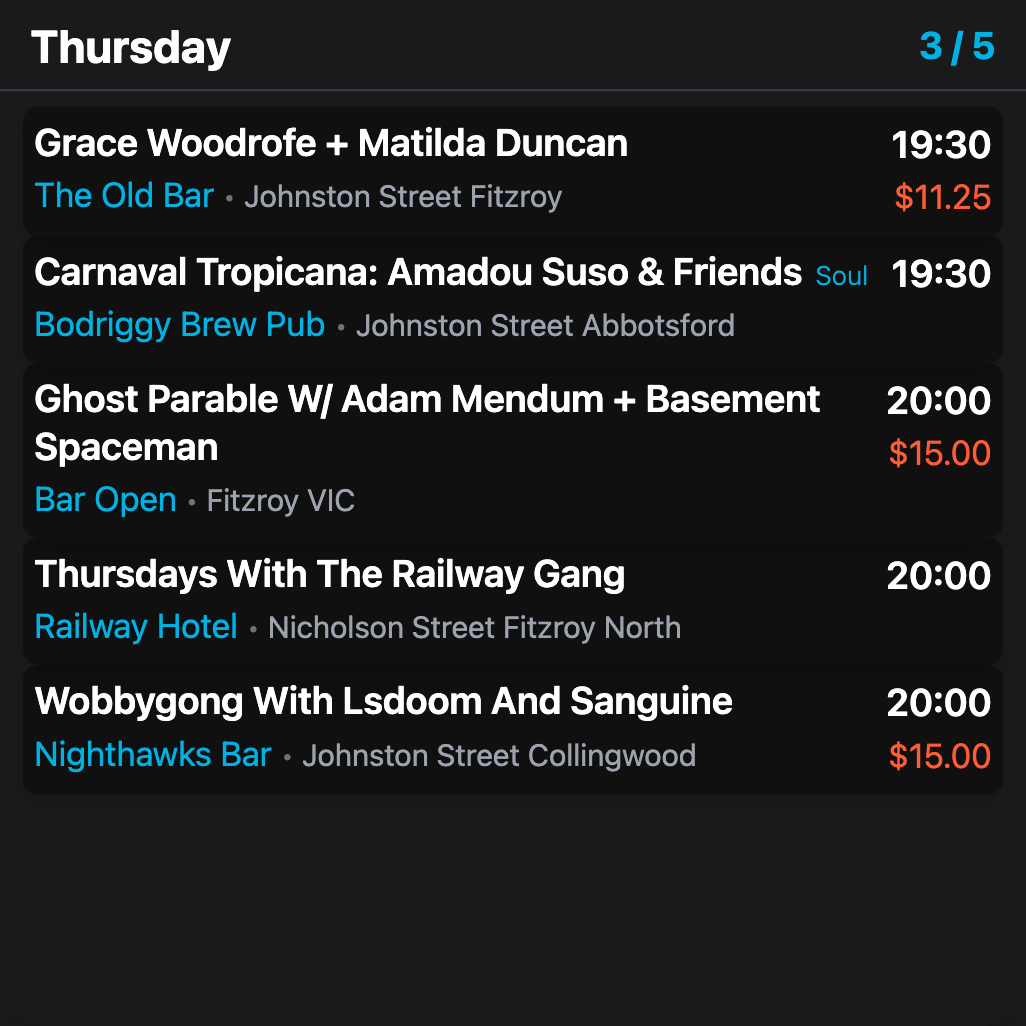 Thursday 3 / 5
Grace Woodrofe + Matilda Duncan 19:30
The Old Bar • Johnston Street Fitzroy $11.25
Carnaval Tropicana: Amadou Suso & Friends Soul 19:30
Bodriggy Brew Pub • Johnston Street Abbotsford
Ghost Parable W/ Adam Mendum + Basement 20:00
Spaceman $15.00
Bar Open • Fitzroy VIC
Thursdays With The Railway Gang 20:00
Railway Hotel • Nicholson Street Fitzroy North
Wobbygong With Lsdoom And Sanguine 20:00
Nighthawks Bar • Johnston Street Collingwood $15.00